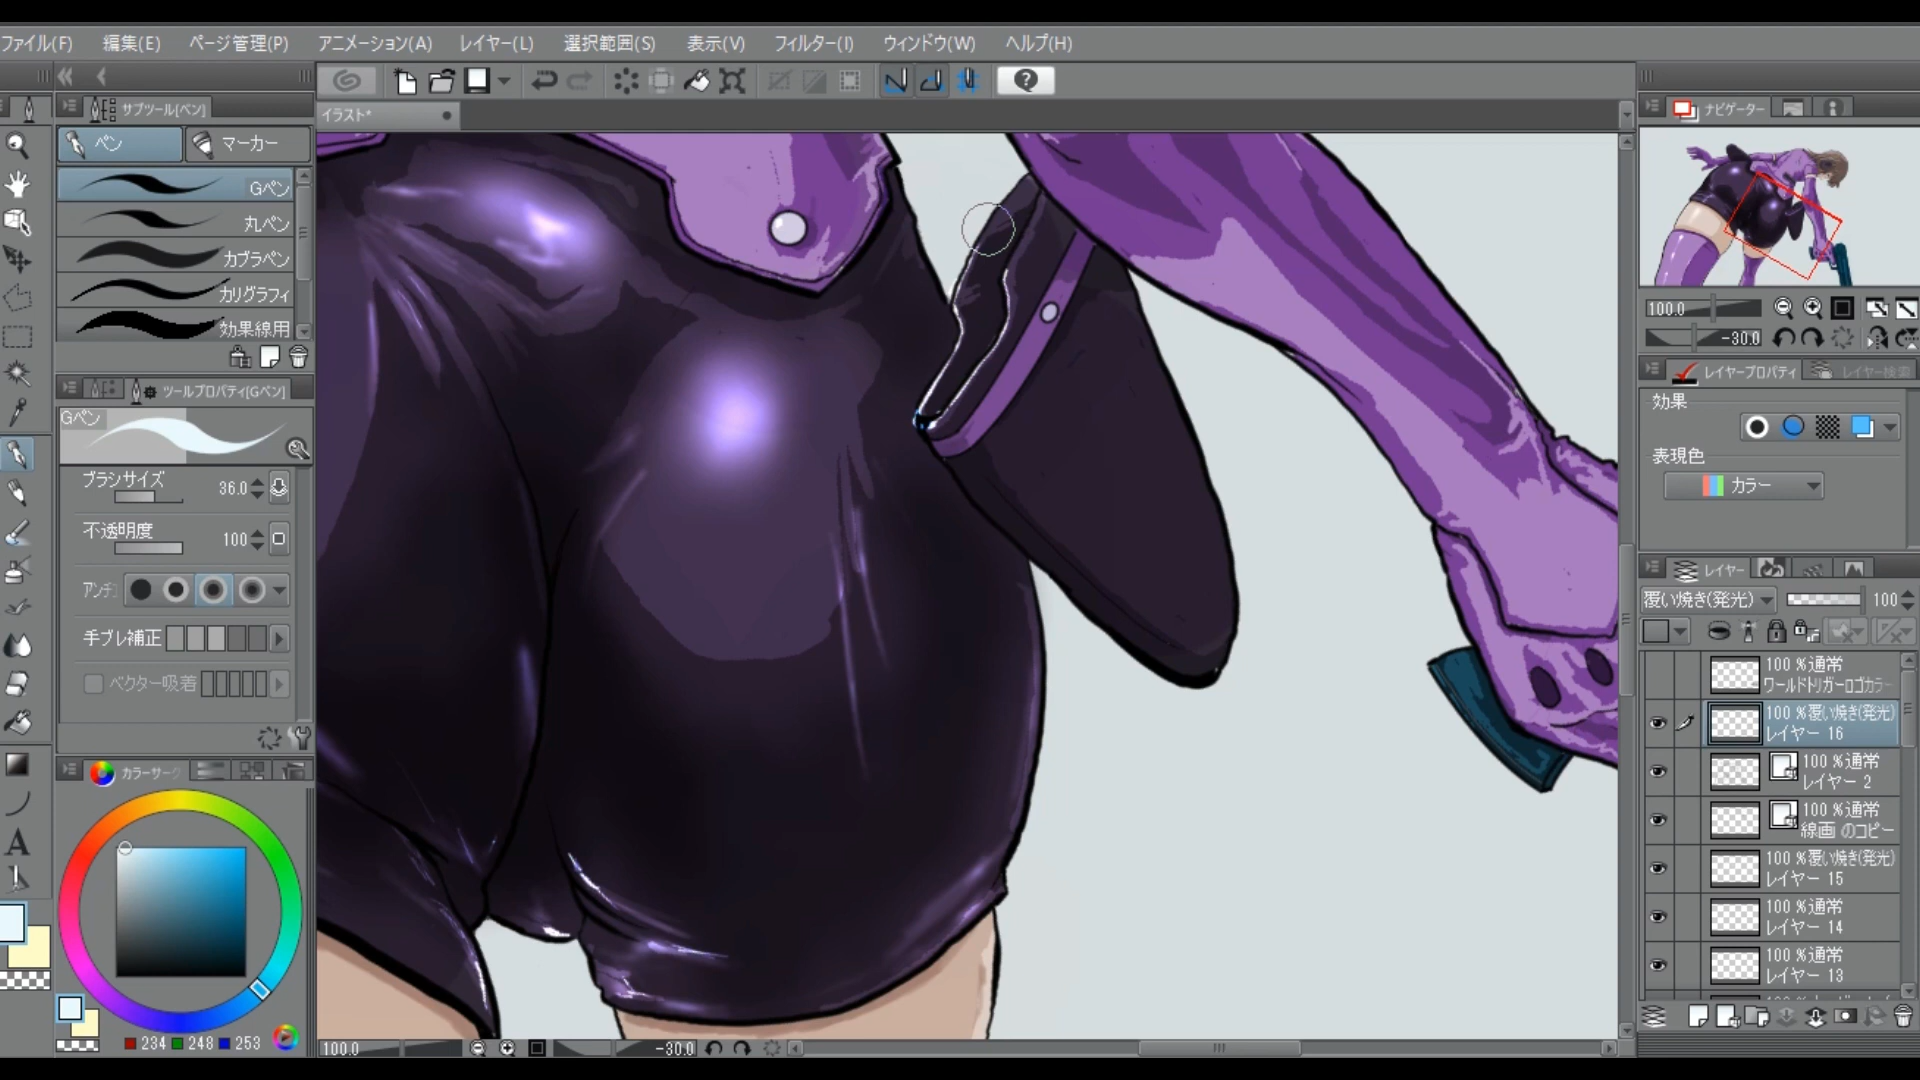 ファイル(F) 編集(E) ページ管理(P) アニメーション(A) レイヤー(L) 選択範囲(S) 表示(V) フィルター(I) ウィンドウ(W) ヘルプ(H)
サブツール[ペン]
イラスト*
ナビゲーター
ペン マーカー
Gペン
丸ペン
カブラペン
カリグラフィ
効果線用
100.0
-30.0
ツールプロパティ[Gペン]
レイヤープロパティ レイヤー検索
Gペン
効果
表現色
カラー
ブラシサイズ 36.0
不透明度 100
アンチ
手ブレ補正
ベクター吸着
レイヤー
覆い焼き(発光) 100
100 %通常
ワールドトリガーロゴカラー
100 %覆い焼き(発光)
レイヤー 16
100 %通常
レイヤー 2
100 %通常
線画 のコピー
100 %覆い焼き(発光)
レイヤー 15
100 %通常
レイヤー 14
100 %通常
レイヤー 13
カラーサーク
A
234 248 253
100.0 -30.0